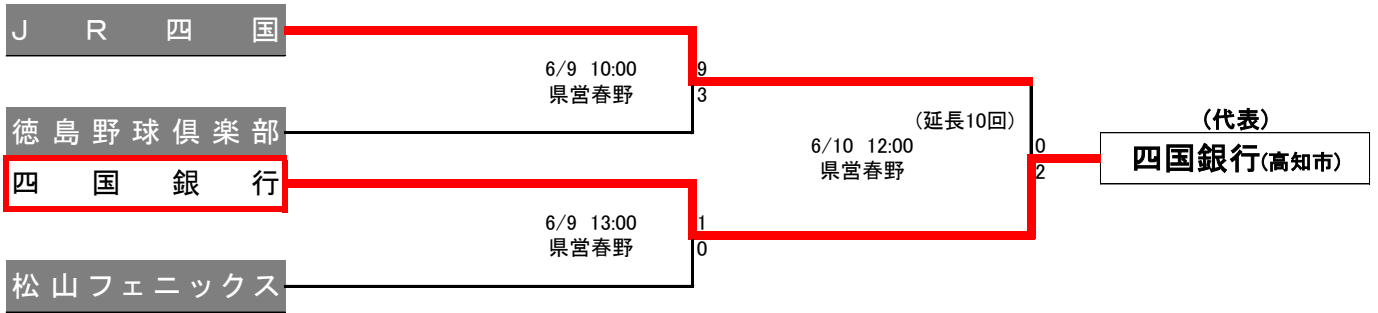 ＪＲ四国
6/9 10:00
県営春野
9
3
徳島野球倶楽部
(延長10回)
6/10 12:00
県営春野
0
2
(代表)
四国銀行(高知市)
四国銀行
6/9 13:00
県営春野
1
0
松山フェニックス